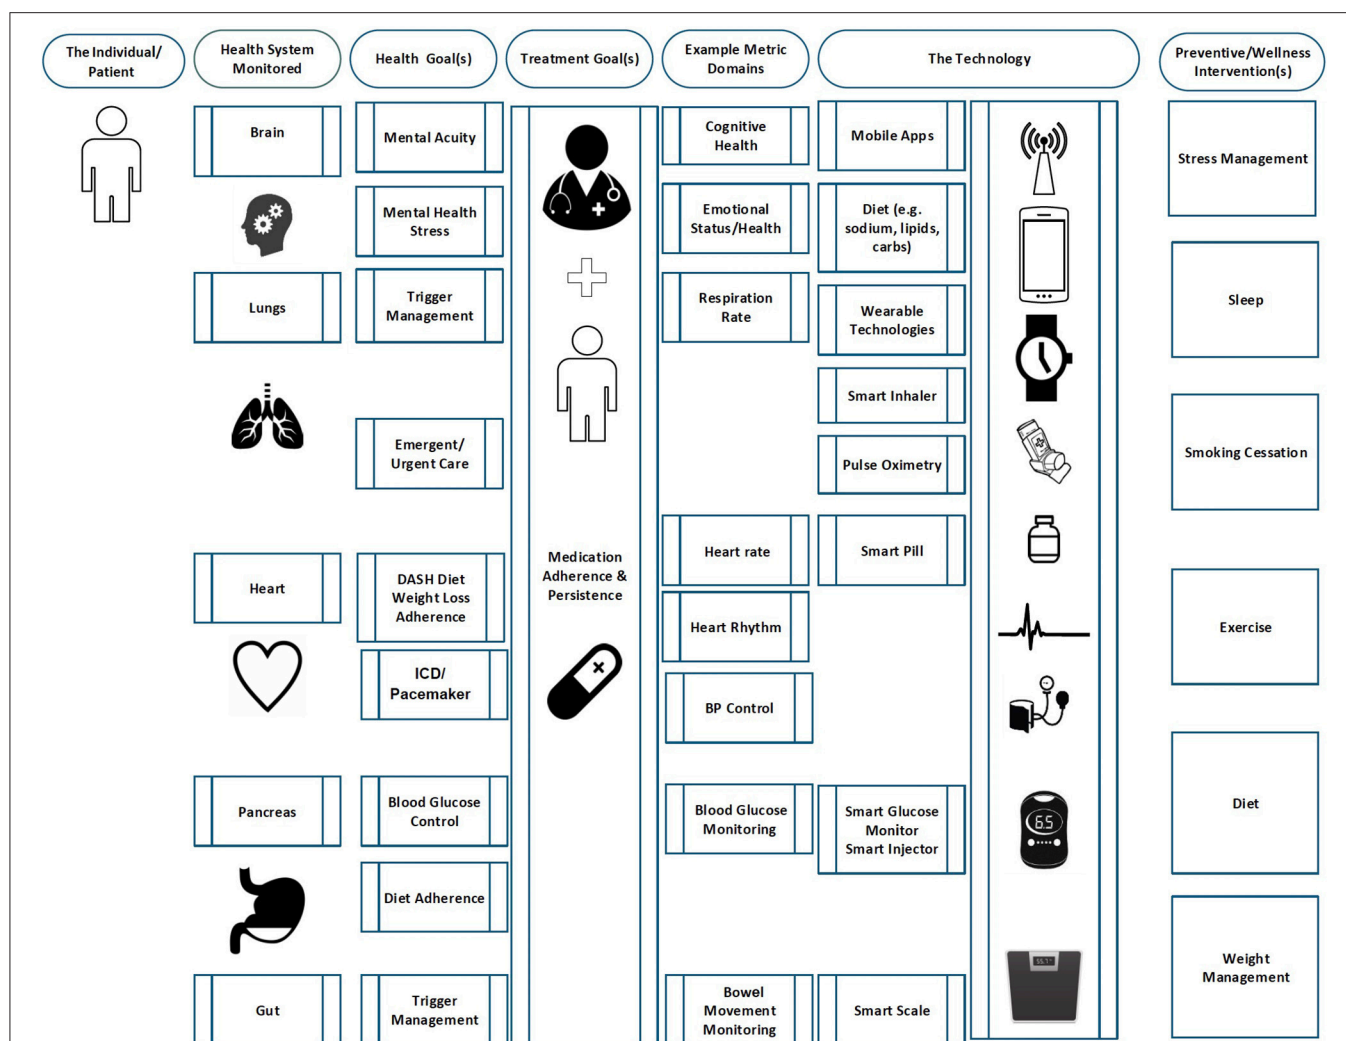 The Individual/
Patient
Health System
Monitored
Health Goal(s)
Treatment Goal(s)
Example Metric
Domains
The Technology
Preventive/Wellness
Intervention(s)
Brain
Mental Acuity
Cognitive
Health
Mobile Apps
Stress Management
Mental Health
Stress
Emotional
Status/Health
Diet (e.g.
sodium, lipids,
carbs)
Lungs
Trigger
Management
Respiration
Rate
Wearable
Technologies
Sleep
Smart Inhaler
Emergent/
Urgent Care
Pulse Oximetry
Smoking Cessation
Heart
DASH Diet
Weight Loss
Adherence
Medication
Adherence &
Persistence
Heart rate
Smart Pill
Exercise
Heart Rhythm
ICD/
Pacemaker
BP Control
Pancreas
Blood Glucose
Control
Blood Glucose
Monitoring
Smart Glucose
Monitor
Smart Injector
6.5
Diet
Diet Adherence
Weight
Management
Gut
Trigger
Management
Bowel
Movement
Monitoring
Smart Scale